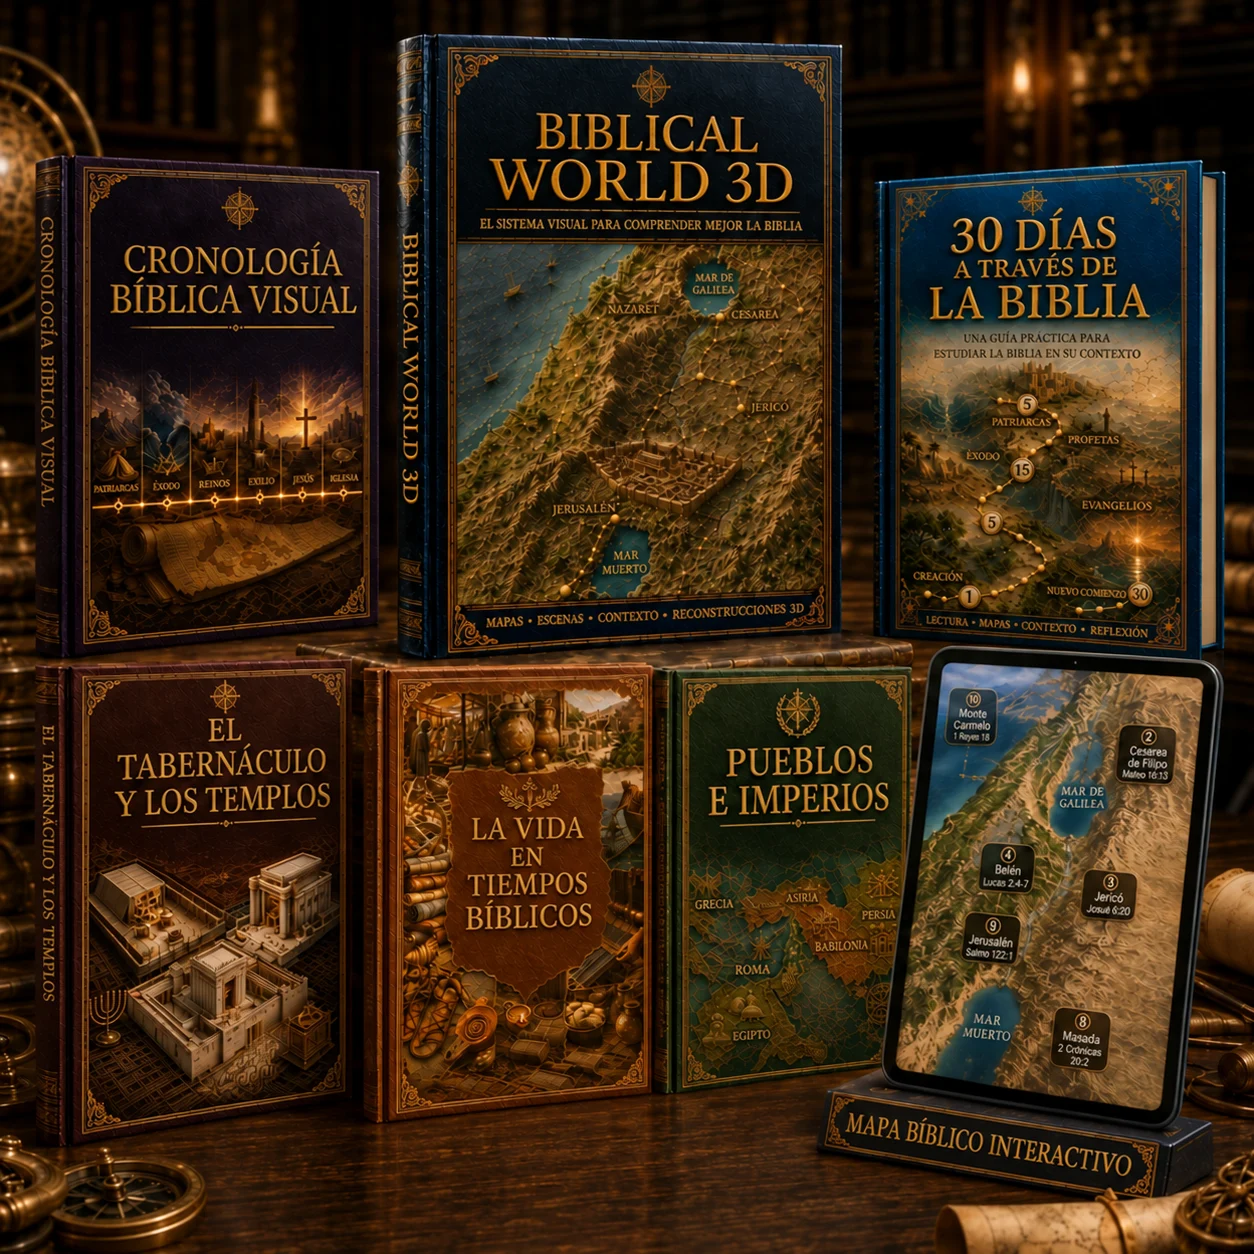 CRONOLOGÍA BÍBLICA VISUAL
CRONOLOGÍA
BÍBLICA VISUAL
PATRIARCAS
ÉXODO
REINOS
EXILIO
JESÚS
IGLESIA
BIBLICAL WORLD 3D
BIBLICAL
WORLD 3D
EL SISTEMA VISUAL PARA COMPRENDER MEJOR LA BIBLIA
MAR DE
GALILEA
NAZARET
CESAREA
JERICÓ
JERUSALÉN
MAR
MUERTO
MAPAS • ESCENAS • CONTEXTO • RECONSTRUCCIONES 3D
30 DÍAS
A TRAVÉS DE
LA BIBLIA
UNA GUÍA PRÁCTICA PARA
ESTUDIAR LA BIBLIA EN SU CONTEXTO
5
PATRIARCAS
PROFETAS
ÉXODO
15
EVANGELIOS
5
CREACIÓN
1
NUEVO COMIENZO
30
LECTURA • MAPAS • CONTEXTO • REFLEXIÓN
EL TABERNÁCULO Y LOS TEMPLOS
EL
TABERNÁCULO
Y LOS TEMPLOS
LA VIDA
EN
TIEMPOS
BÍBLICOS
PUEBLOS
E IMPERIOS
GRECIA
ASIRIA
PERSIA
BABILONIA
ROMA
EGIPTO
10
Monte
Carmelo
1 Reyes 18
2
Cesarea
de Filipo
Mateo 16:13
MAR DE
GALILEA
4
Belén
Lucas 2:4-7
3
Jericó
Josué 6:20
9
Jerusalén
Salmo 122:1
MAR
MUERTO
8
Masada
2 Crónicas
20:2
MAPA BÍBLICO INTERACTIVO